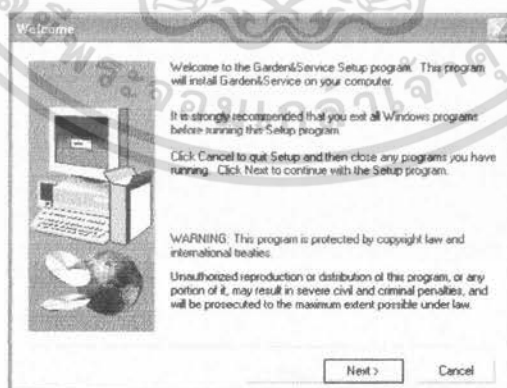 Welcome
Welcome to the Garden&Service Setup program. This program
will install Garden&Service on your computer.
It is strongly recommended that you exit all Windows programs
before running this Setup program.
Click Cancel to quit Setup and then close any programs you have
running. Click Next to continue with the Setup program.
WARNING: This program is protected by copyright law and
international treaties.
Unauthorized reproduction or distribution of this program, or any
portion of it, may result in severe civil and criminal penalties, and
will be prosecuted to the maximum extent possible under law.
Next > Cancel